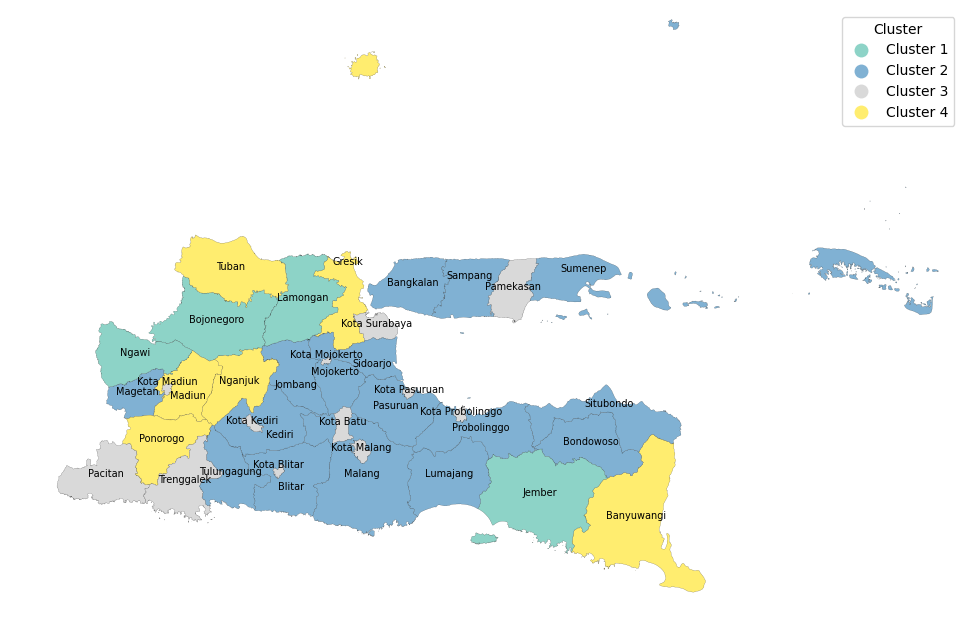 Cluster
Cluster 1
Cluster 2
Cluster 3
Cluster 4
Gresik
Tuban
Sumenep
Sampang
Bangkalan
Pamekasan
Lamongan
Bojonegoro
Kota Surabaya
Ngawi
Kota Mojokerto
Sidoarjo
Mojokerto
Kota Madiun
Nganjuk
Jombang
Magetan
Madiun
Kota Pasuruan
Pasuruan
Situbondo
Kota Probolinggo
Kota Kediri
Kota Batu
Probolinggo
Kediri
Ponorogo
Bondowoso
Kota Malang
Kota Blitar
Pacitan
Trenggalek
Tulungagung
Malang
Lumajang
Blitar
Jember
Banyuwangi